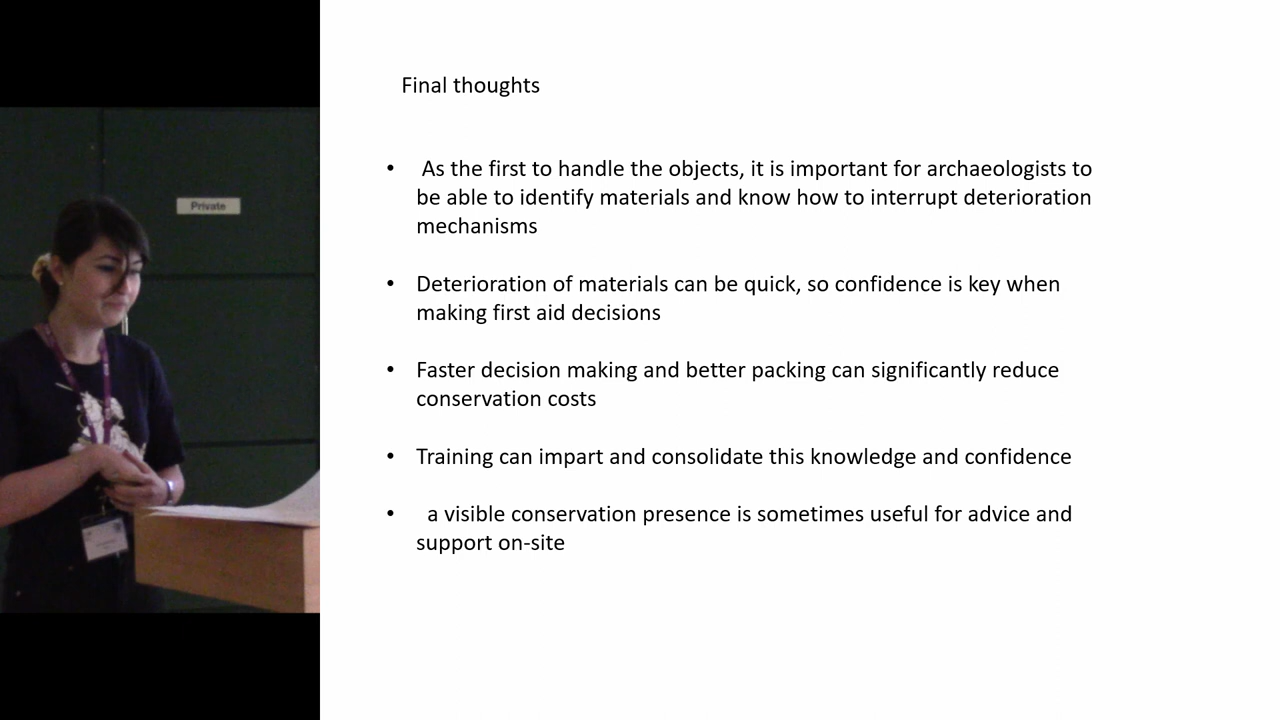 Private
Final thoughts
• As the first to handle the objects, it is important for archaeologists to
be able to identify materials and know how to interrupt deterioration
mechanisms
• Deterioration of materials can be quick, so confidence is key when
making first aid decisions
• Faster decision making and better packing can significantly reduce
conservation costs
• Training can impart and consolidate this knowledge and confidence
• a visible conservation presence is sometimes useful for advice and
support on-site